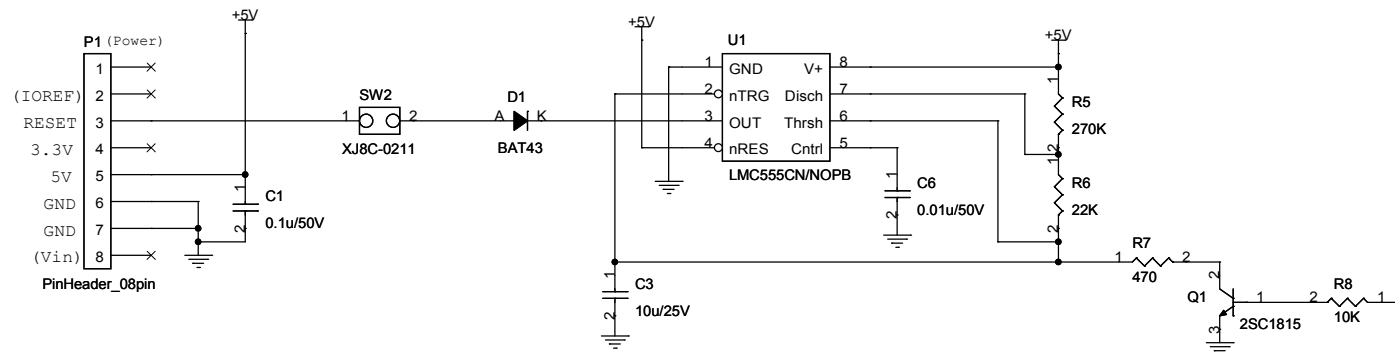 +5V
P1 (Power)
1
(IOREF) 2
RESET 3
3.3V 4
5V 5
GND 6
GND 7
(Vin) 8
PinHeader_08pin
1
C1
0.1u/50V
2
SW2
1 2
XJ8C-0211
D1
A K
BAT43
+5V
U1
1 GND V+ 8
2 nTRG Disch 7
3 OUT Thrsh 6
4 nRES Cntrl 5
LMC555CN/NOPB
1
C6
0.01u/50V
2
+5V
1
R5
270K
2
1
R6
22K
2
1
C3
10u/25V
2
R7
1 2
470
2
Q1
1
2SC1815
3
R8
2 1
10K